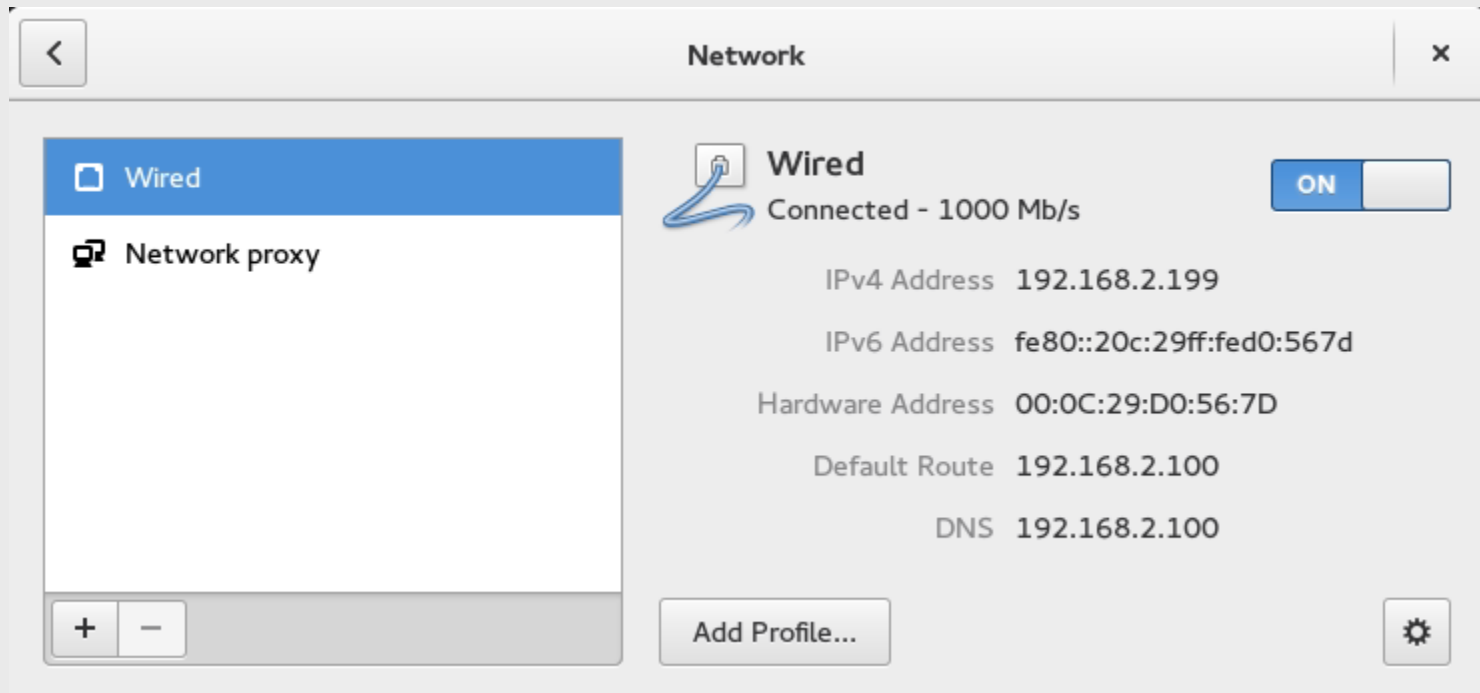 Network
Wired
Network proxy
Wired
ON
Connected - 1000 Mb/s
IPv4 Address 192.168.2.199
IPv6 Address fe80::20c:29ff:fed0:567d
Hardware Address 00:0C:29:D0:56:7D
Default Route 192.168.2.100
DNS 192.168.2.100
Add Profile...